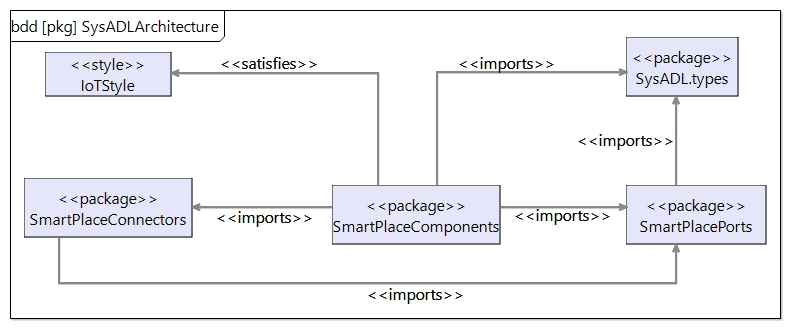 bdd [pkg] SysADLArchitecture
<<style>>
IoTStyle
<<satisfies>>
<<imports>>
<<package>>
SysADL.types
<<imports>>
<<package>>
SmartPlaceConnectors
<<imports>>
<<package>>
SmartPlaceComponents
<<imports>>
<<package>>
SmartPlacePorts
<<imports>>